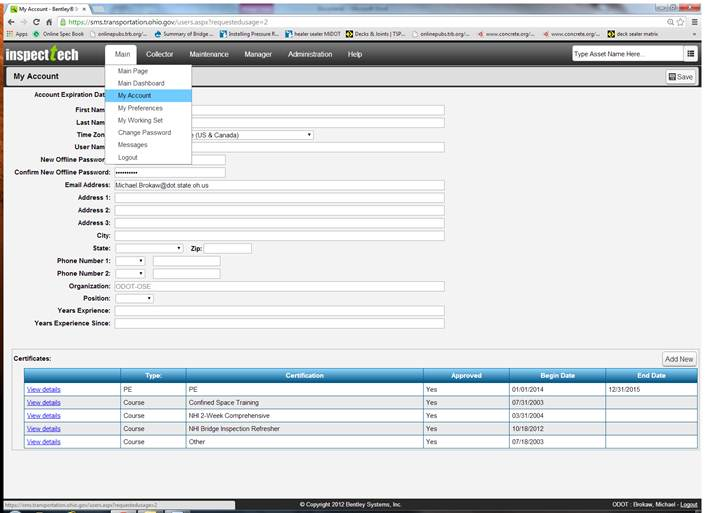 My Account - Bentley®
https://sms.transportation.ohio.gov/users.aspx?requestedusage=2
Apps Online Spec Book onlinepubs.trb.org/... Summary of Bridge ... Installing Pressure R... healer sealer MiDOT Decks & Joints | TSP... onlinepubs.trb.org/... www.concrete.org/... www.concrete.org/... deck sealer matrix
inspecttech Main Collector Maintenance Manager Administration Help Type Asset Name Here...
My Account Save
Main Page
Main Dashboard
My Account
My Preferences
My Working Set
Change Password
Messages
Logout
Account Expiration Dat
First Nam
Last Nam
Time Zon (US & Canada)
User Nam
New Offline Passwor
Confirm New Offline Password: ••••••••••
Email Address: Michael.Brokaw@dot.state.oh.us
Address 1:
Address 2:
Address 3:
City:
State: Zip:
Phone Number 1:
Phone Number 2:
Organization: ODOT-OSE
Position:
Years Exprience:
Years Experience Since:
Certificates: Add New
Type: Certification Approved Begin Date End Date
View details PE PE Yes 01/01/2014 12/31/2015
View details Course Confined Space Training Yes 07/31/2003
View details Course NHI 2-Week Comprehensive Yes 03/31/2004
View details Course NHI Bridge Inspection Refresher Yes 10/18/2012
View details Course Other Yes 07/18/2003
https://sms.transportation.ohio.gov/users.aspx?requestedusage=2 © Copyright 2012 Bentley Systems, Inc. ODOT : Brokaw, Michael - Logout